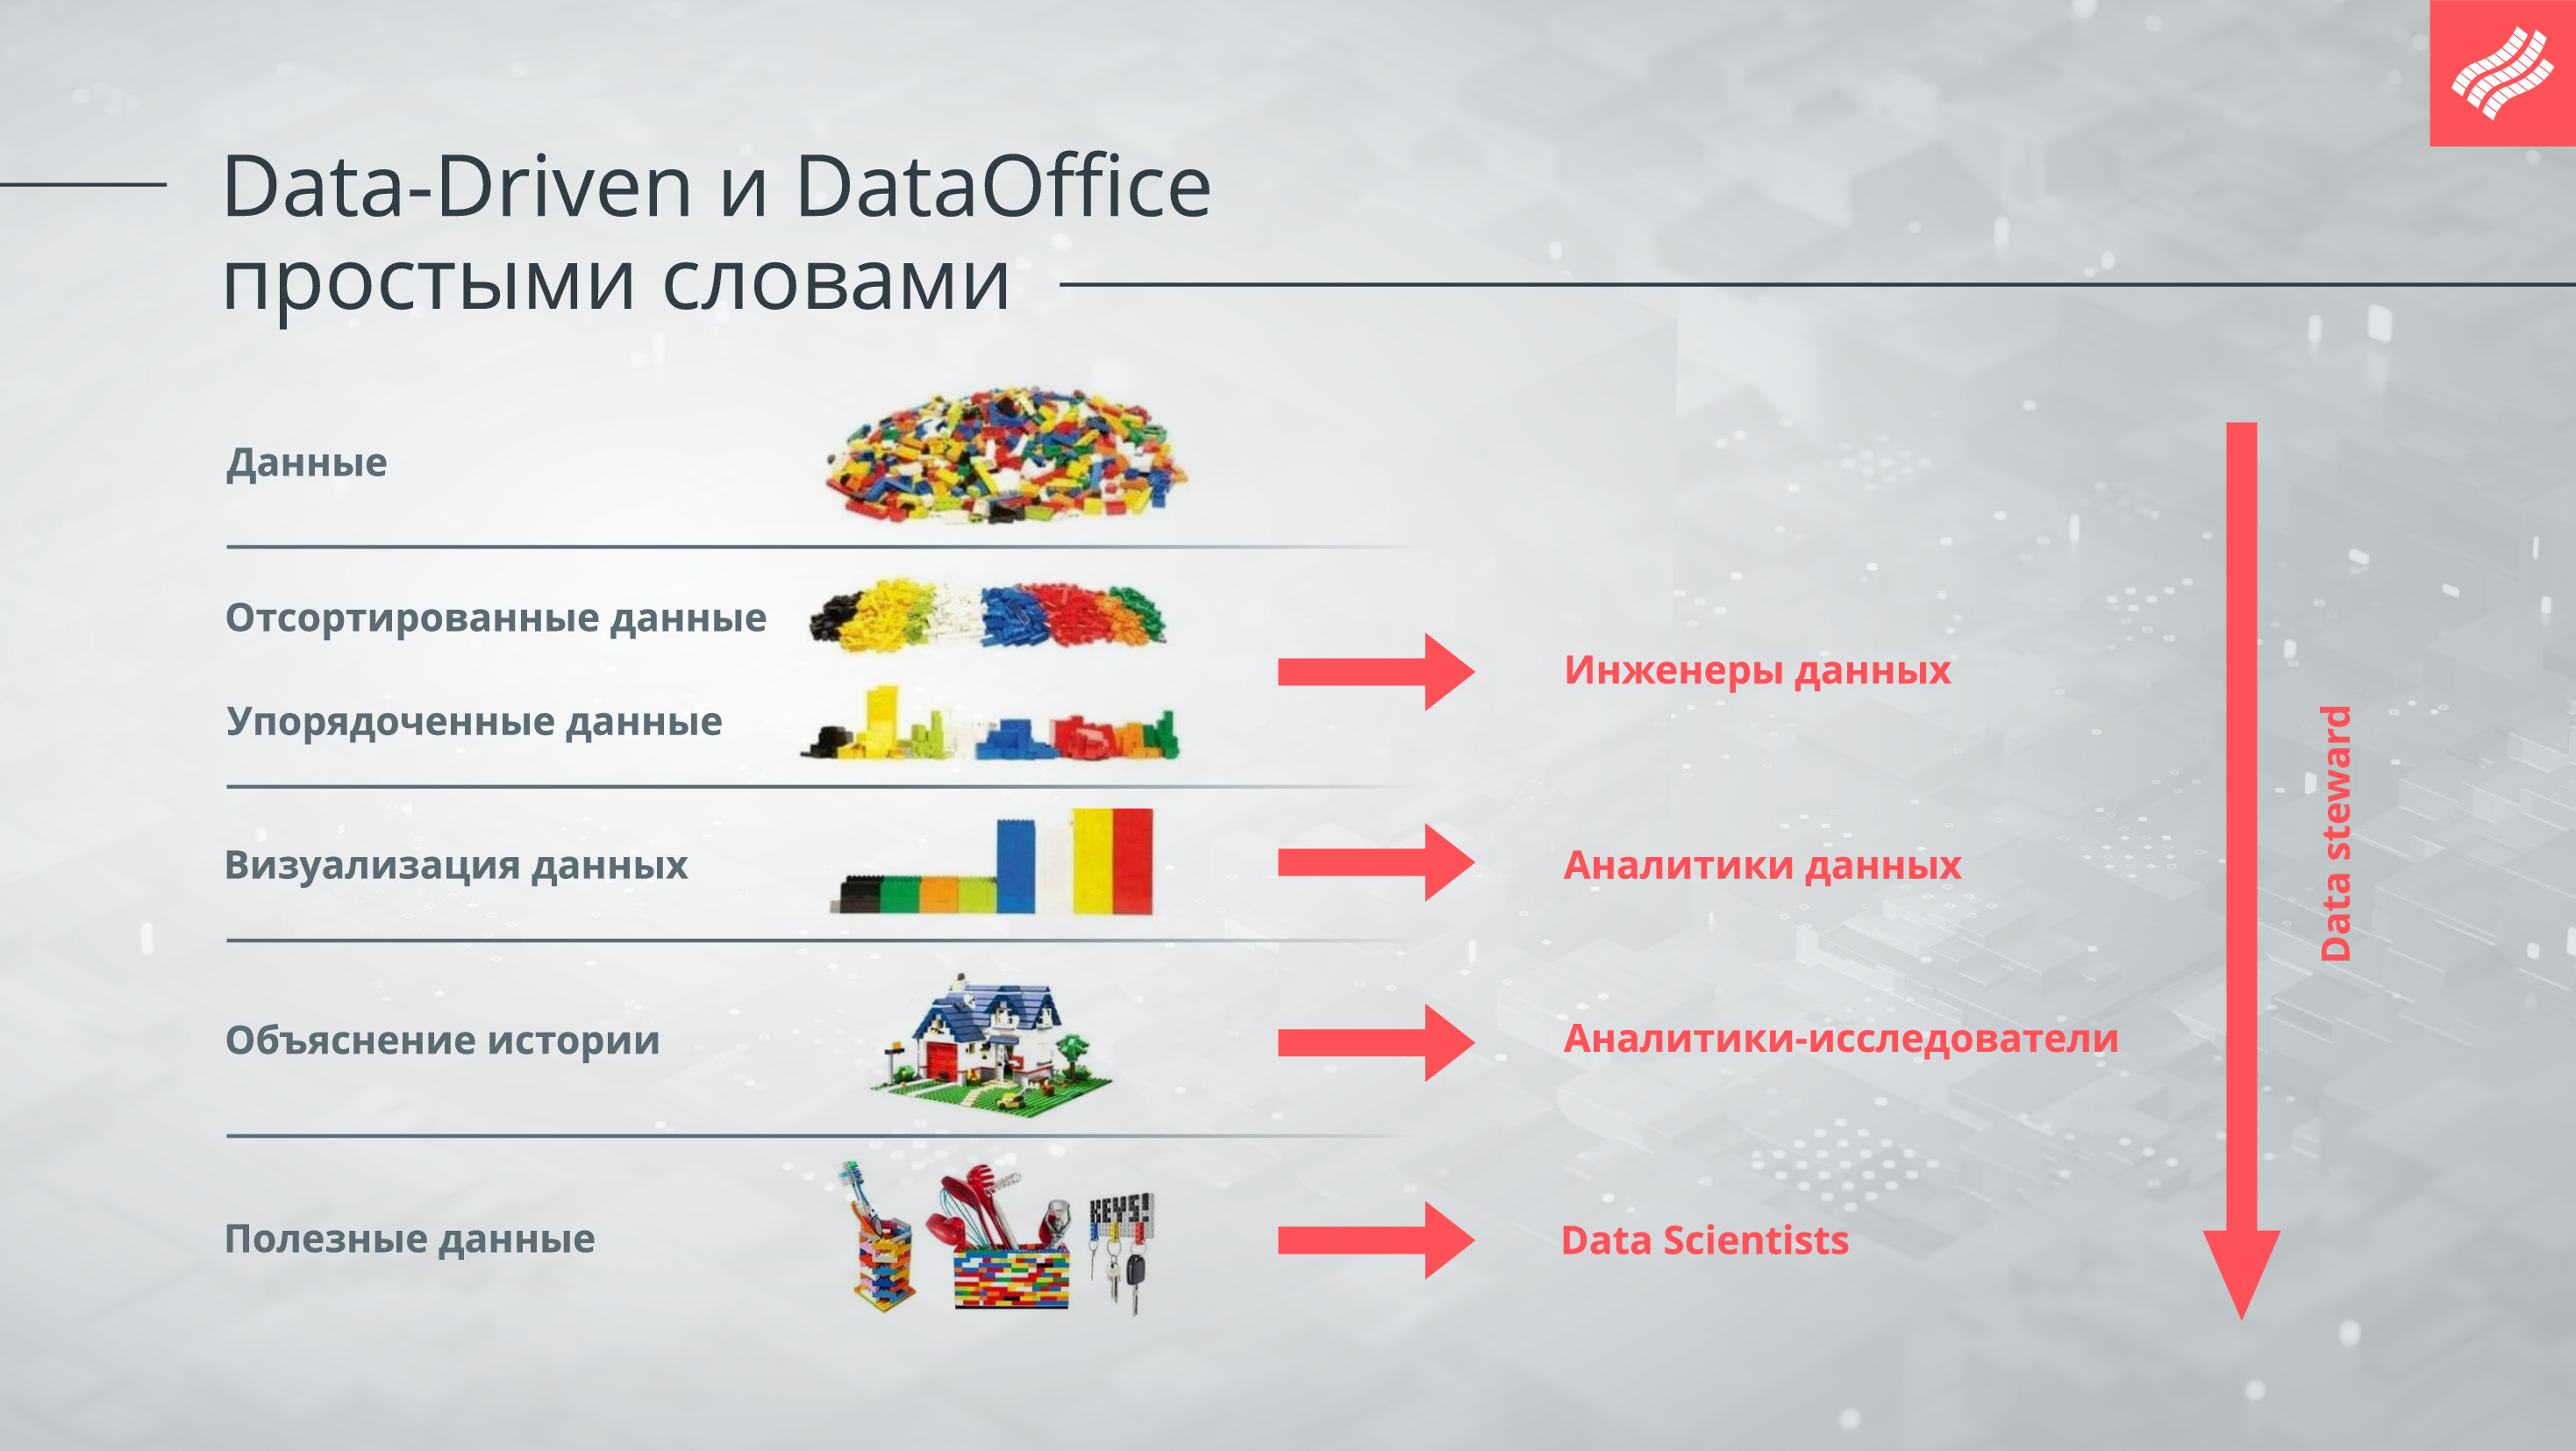 Data-Driven и DataOffice
простыми словами
Данные
Отсортированные данные
Упорядоченные данные
Инженеры данных
Визуализация данных
Аналитики данных
Объяснение истории
Аналитики-исследователи
Полезные данные
KEYS!
Data Scientists
Data steward